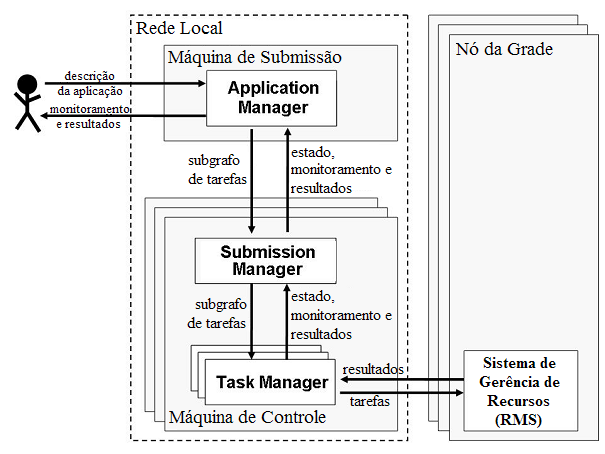 Rede Local
Máquina de Submissão
Nó da Grade
descrição
da aplicação
monitoramento
e resultados
Application
Manager
subgrafo
de tarefas
estado,
monitoramento e
resultados
Submission
Manager
subgrafo
de tarefas
estado,
monitoramento e
resultados
Task Manager
Máquina de Controle
resultados
tarefas
Sistema de
Gerência de
Recursos
(RMS)